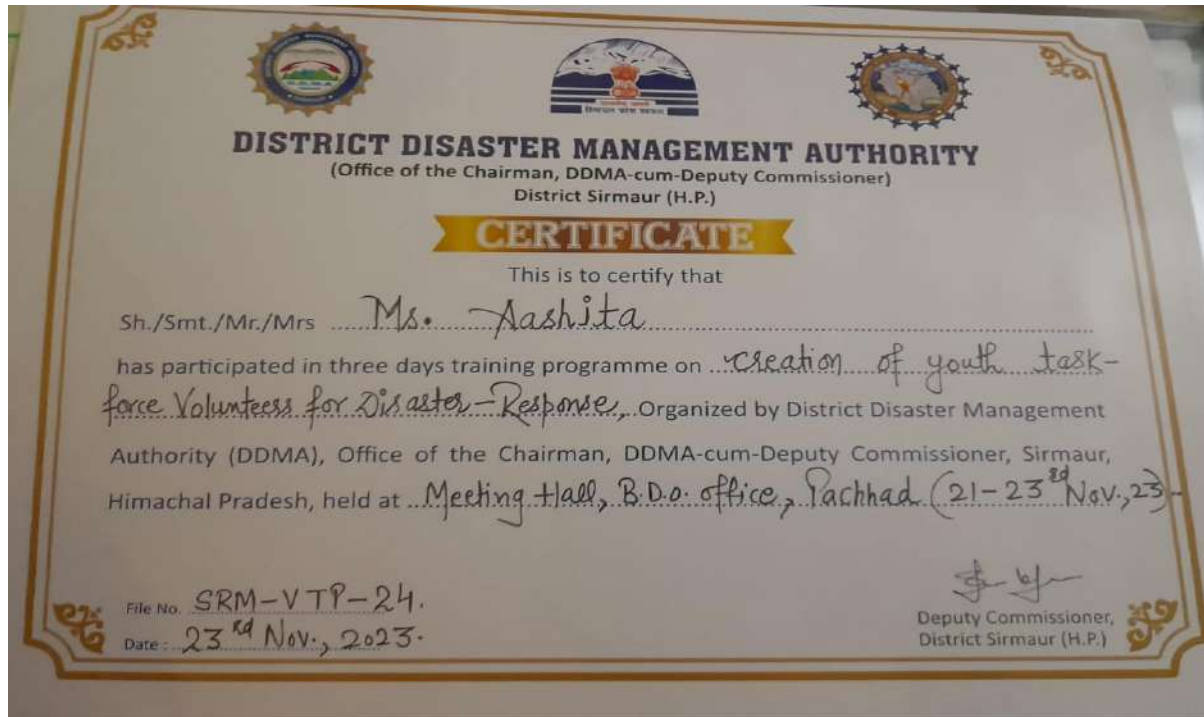 DISTRICT DISASTER MANAGEMENT AUTHORITY
(Office of the Chairman, DDMA-cum-Deputy Commissioner)
District Sirmaur (H.P.)
CERTIFICATE
This is to certify that
Sh./Smt./Mr./Mrs Ms. Aashita
has participated in three days training programme on creation of youth task-
force Volunteers for Disaster-Response, Organized by District Disaster Management
Authority (DDMA), Office of the Chairman, DDMA-cum-Deputy Commissioner, Sirmaur,
Himachal Pradesh, held at Meeting Hall, B.D.O. office, Pachhad (21-23rd Nov., 23)-
File No. SRM-VTP-24.
Date: 23rd Nov., 2023.
Deputy Commissioner,
District Sirmaur (H.P.)